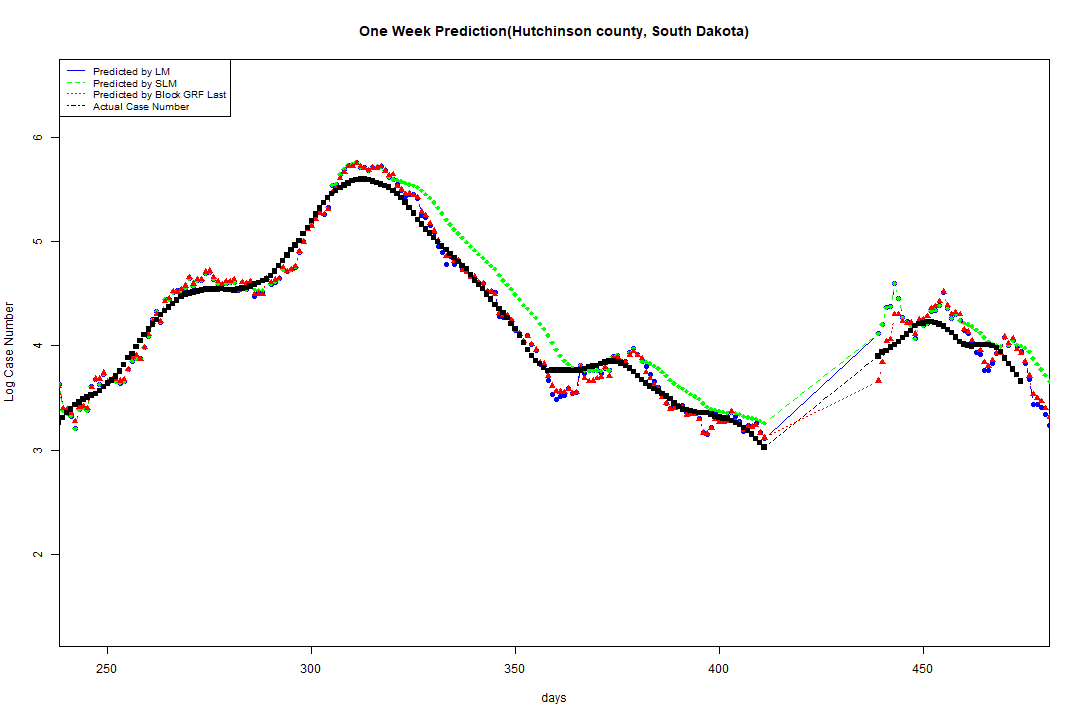 One Week Prediction(Hutchinson county, South Dakota)
Predicted by LM
Predicted by SLM
Predicted by Block GRF Last
Actual Case Number
6
5
4
3
2
Log Case Number
250
300
350
400
450
days